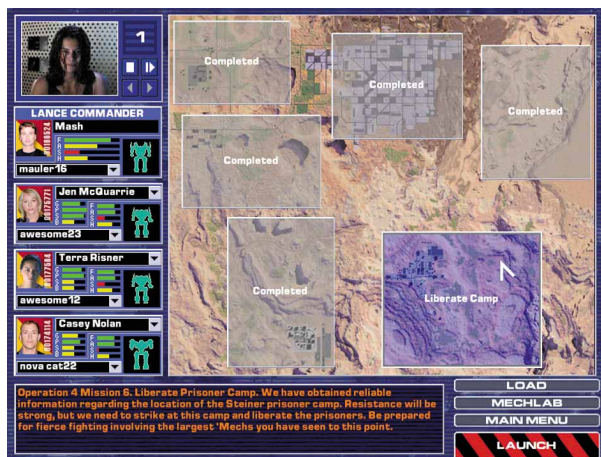 1
Completed
Completed
Completed
LANCE COMMANDER
Mash
00188524
F
A
S
H
mauler16
Completed
Jen McQuarrie
00175771
G
P
S
B
F
A
S
H
awesome23
Terra Risner
00177584
G
P
S
B
F
A
S
H
awesome12
Completed
Liberate Camp
Casey Nolan
00174114
G
P
S
B
F
A
S
H
nova cat22
Operation 4 Mission 6. Liberate Prisoner Camp. We have obtained reliable
information regarding the location of the Steiner prisoner camp. Resistance will be
strong, but we need to strike at this camp and liberate the prisoners. Be prepared
for fierce fighting involving the largest 'Mechs you have seen to this point.
LOAD
MECHLAB
MAIN MENU
LAUNCH